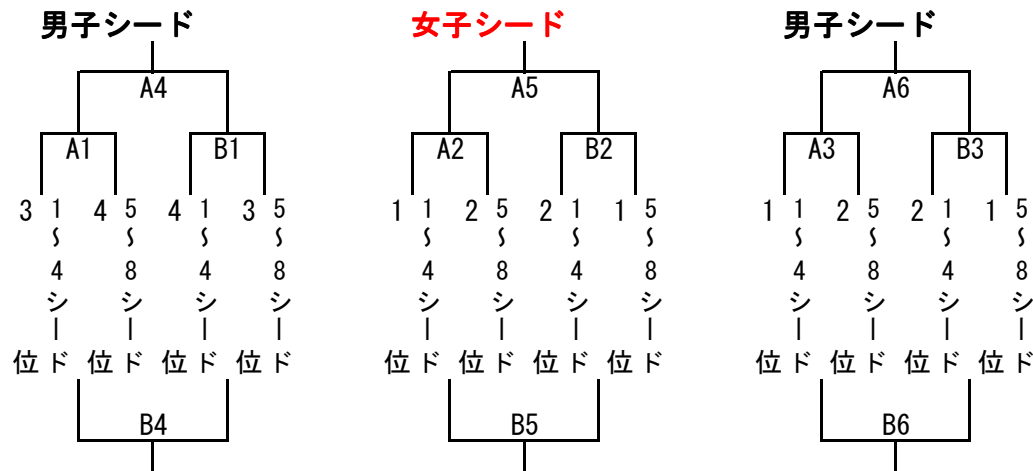 男子シード
女子シード
男子シード
A4
A5
A6
A1
B1
A2
B2
A3
B3
1～4シード3位
5～8シード4位
1～4シード4位
5～8シード3位
1～4シード1位
5～8シード2位
1～4シード2位
5～8シード1位
1～4シード1位
5～8シード2位
1～4シード2位
5～8シード1位
B4
B5
B6